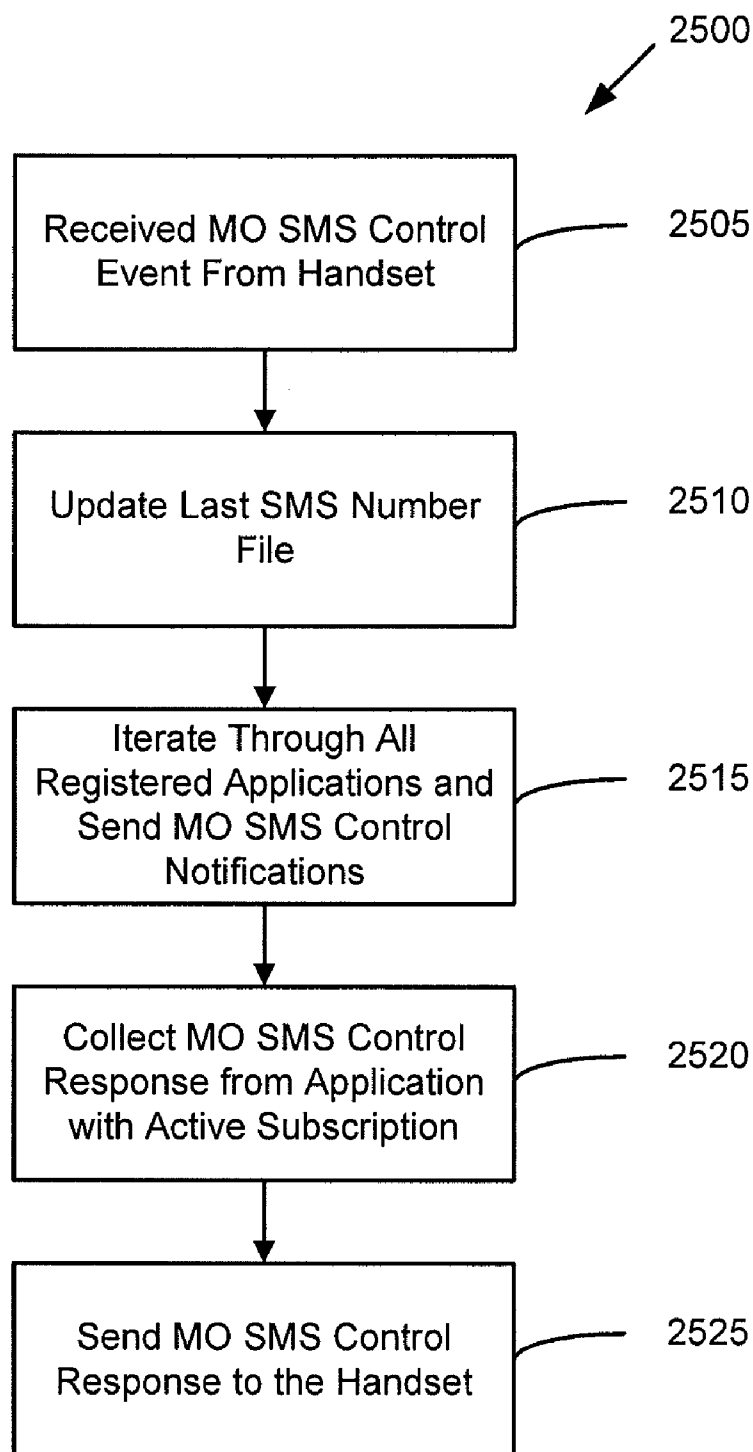 2500
Received MO SMS Control
Event From Handset
2505
Update Last SMS Number
File
2510
Iterate Through All
Registered Applications and
Send MO SMS Control
Notifications
2515
Collect MO SMS Control
Response from Application
with Active Subscription
2520
Send MO SMS Control
Response to the Handset
2525